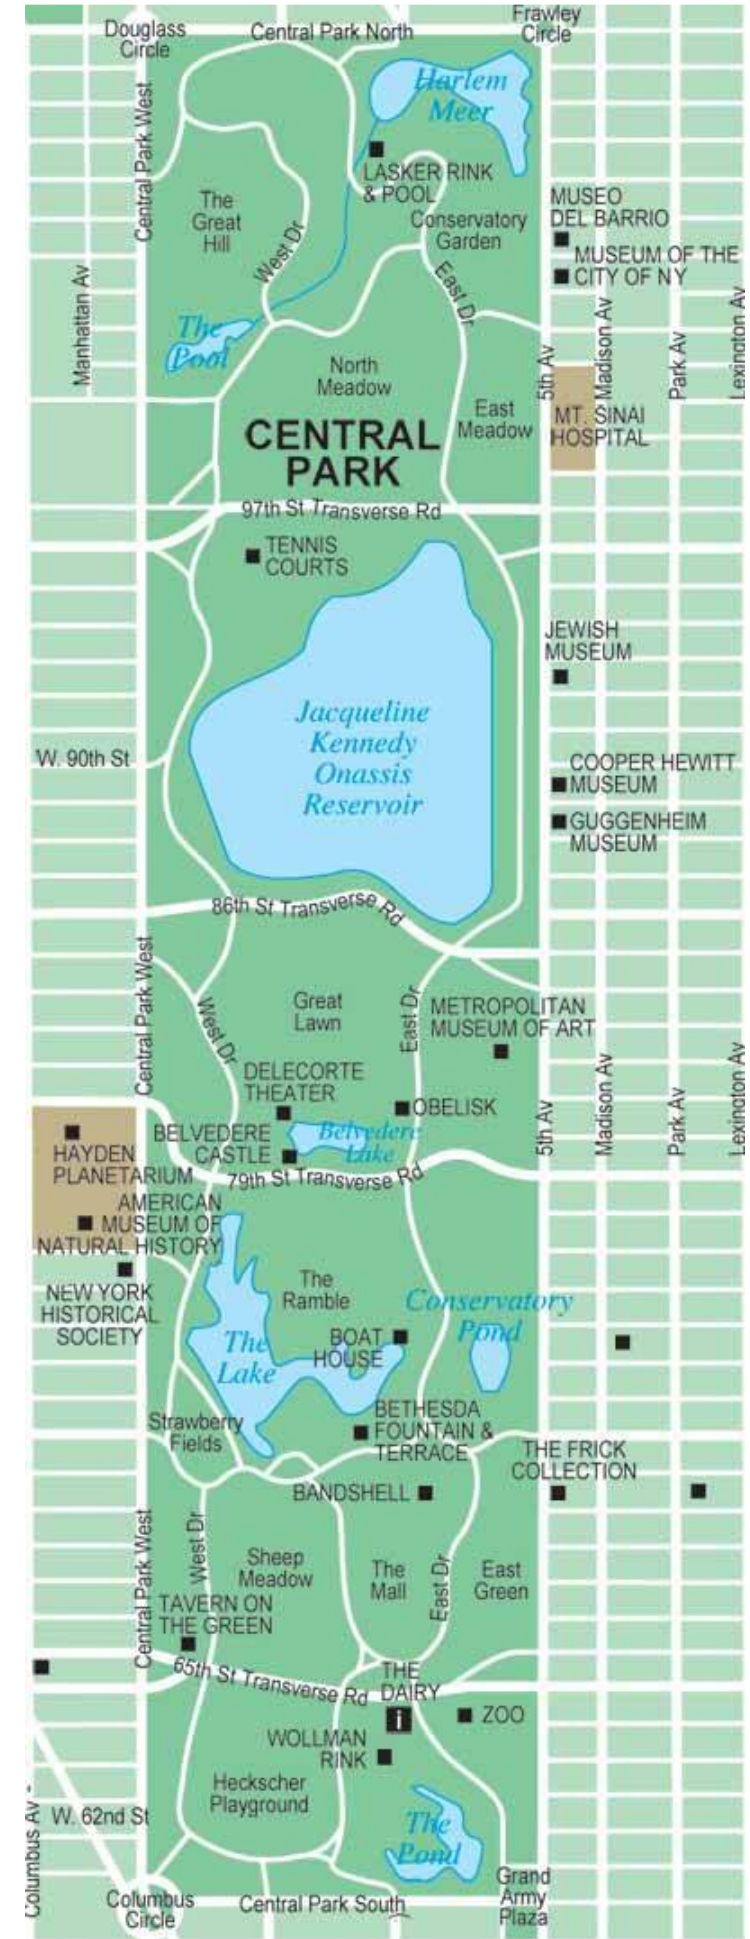 Douglass
Circle
Central Park North
Frawley
Circle
Harlem
Meer
Central Park West
LASKER RINK
& POOL
The
Great
Hill
MUSEO
DEL BARRIO
Conservatory
Garden
MUSEUM OF THE
CITY OF NY
West Dr
East Dr
Manhattan Av
The
Pool
5th Av
Madison Av
Park Av
Lexington Av
North
Meadow
East
Meadow
MT. SINAI
HOSPITAL
CENTRAL
PARK
97th St Transverse Rd
TENNIS
COURTS
JEWISH
MUSEUM
Jacqueline
Kennedy
Onassis
Reservoir
W. 90th St
COOPER HEWITT
MUSEUM
GUGGENHEIM
MUSEUM
86th St Transverse Rd
Central Park West
West Dr
Great
Lawn
East Dr
METROPOLITAN
MUSEUM OF ART
DELECORTE
THEATER
OBELISK
5th Av
Madison Av
Park Av
Lexington Av
HAYDEN
PLANETARIUM
BELVEDERE
CASTLE
Belvedere
Lake
79th St Transverse Rd
AMERICAN
MUSEUM OF
NATURAL HISTORY
NEW YORK
HISTORICAL
SOCIETY
The
Ramble
Conservatory
Pond
The
Lake
BOAT
HOUSE
Strawberry
Fields
BETHESDA
FOUNTAIN &
TERRACE
THE FRICK
COLLECTION
BANDSHELL
Central Park West
West Dr
Sheep
Meadow
The
Mall
East Dr
East
Green
TAVERN ON
THE GREEN
65th St Transverse Rd
THE
DAIRY
i
ZOO
WOLLMAN
RINK
Heckscher
Playground
W. 62nd St
Columbus Av
The
Pond
Columbus
Circle
Central Park South
Grand
Army
Plaza